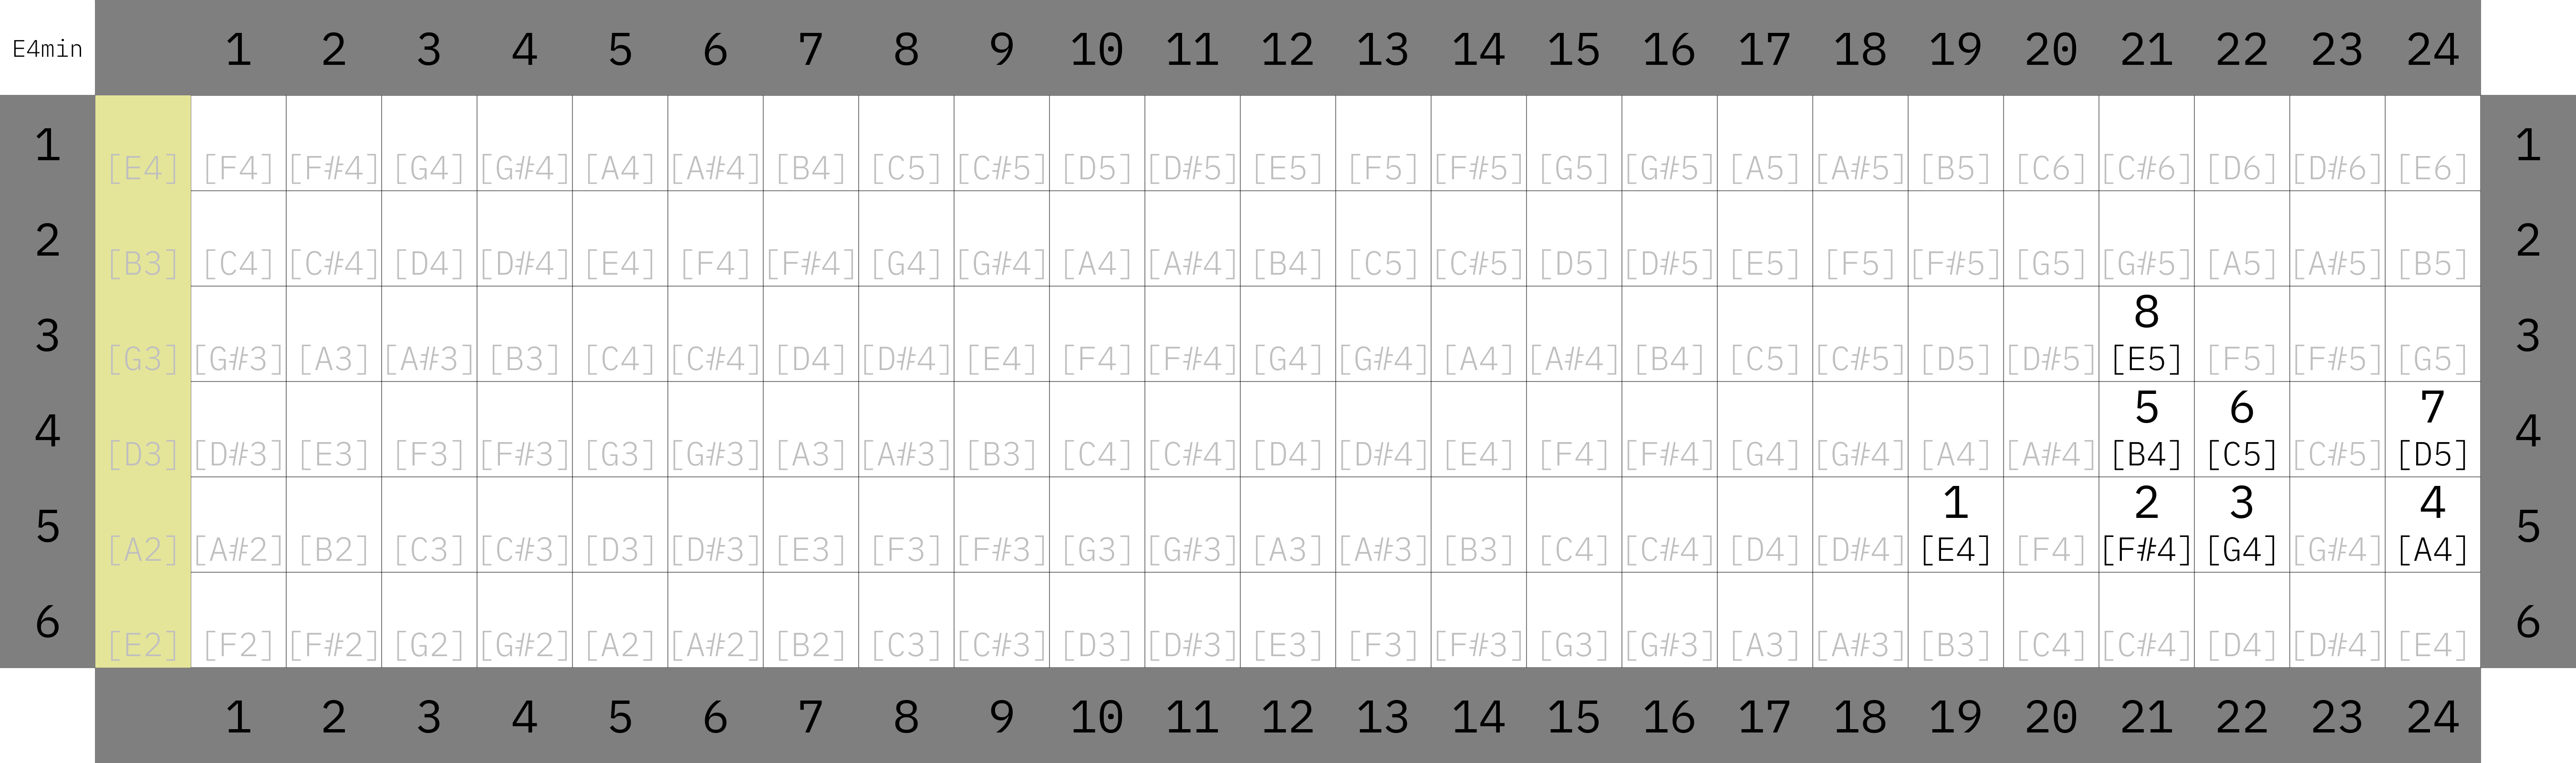 E4min 1 2 3 4 5 6 7 8 9 10 11 12 13 14 15 16 17 18 19 20 21 22 23 24
1 [E4] [F4] [F#4] [G4] [G#4] [A4] [A#4] [B4] [C5] [C#5] [D5] [D#5] [E5] [F5] [F#5] [G5] [G#5] [A5] [A#5] [B5] [C6] [C#6] [D6] [D#6] [E6] 1
2 [B3] [C4] [C#4] [D4] [D#4] [E4] [F4] [F#4] [G4] [G#4] [A4] [A#4] [B4] [C5] [C#5] [D5] [D#5] [E5] [F5] [F#5] [G5] [G#5] [A5] [A#5] [B5] 2
8
3 [G3] [G#3] [A3] [A#3] [B3] [C4] [C#4] [D4] [D#4] [E4] [F4] [F#4] [G4] [G#4] [A4] [A#4] [B4] [C5] [C#5] [D5] [D#5] [E5] [F5] [F#5] [G5] 3
5 6 7
4 [D3] [D#3] [E3] [F3] [F#3] [G3] [G#3] [A3] [A#3] [B3] [C4] [C#4] [D4] [D#4] [E4] [F4] [F#4] [G4] [G#4] [A4] [A#4] [B4] [C5] [C#5] [D5] 4
1 2 3 4
5 [A2] [A#2] [B2] [C3] [C#3] [D3] [D#3] [E3] [F3] [F#3] [G3] [G#3] [A3] [A#3] [B3] [C4] [C#4] [D4] [D#4] [E4] [F4] [F#4] [G4] [G#4] [A4] 5
6 [E2] [F2] [F#2] [G2] [G#2] [A2] [A#2] [B2] [C3] [C#3] [D3] [D#3] [E3] [F3] [F#3] [G3] [G#3] [A3] [A#3] [B3] [C4] [C#4] [D4] [D#4] [E4] 6
1 2 3 4 5 6 7 8 9 10 11 12 13 14 15 16 17 18 19 20 21 22 23 24